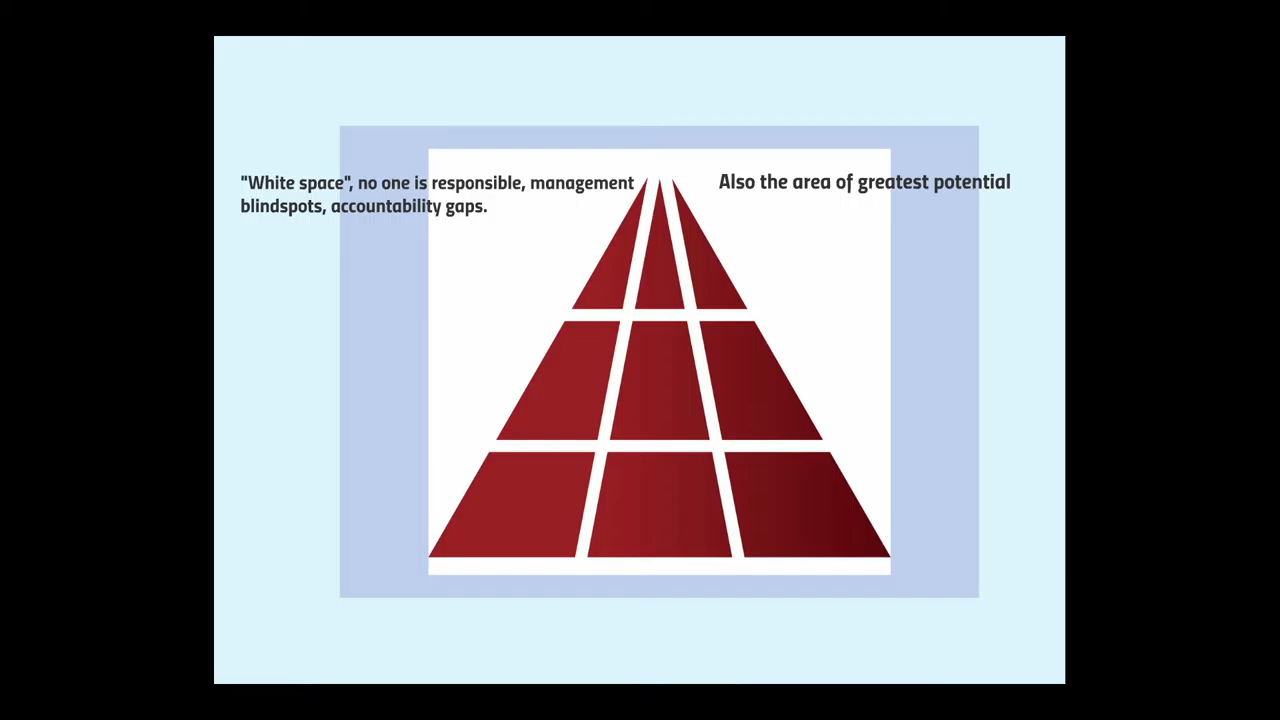 "White space", no one is responsible, management
blindspots, accountability gaps.
Also the area of greatest potential